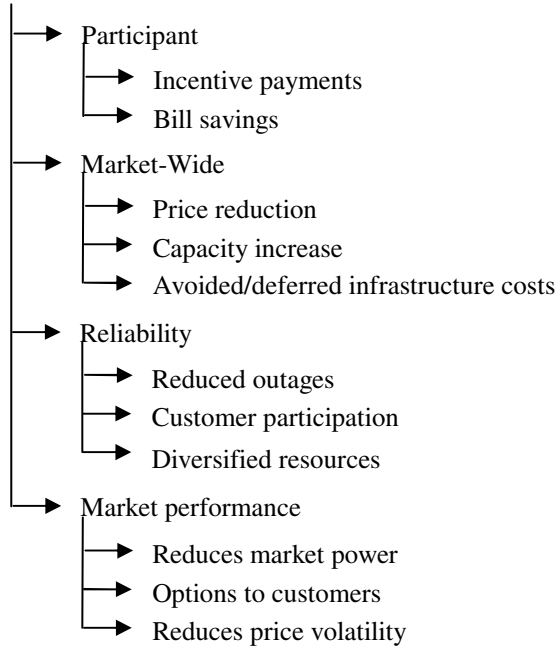 Participant
Incentive payments
Bill savings
Market-Wide
Price reduction
Capacity increase
Avoided/deferred infrastructure costs
Reliability
Reduced outages
Customer participation
Diversified resources
Market performance
Reduces market power
Options to customers
Reduces price volatility